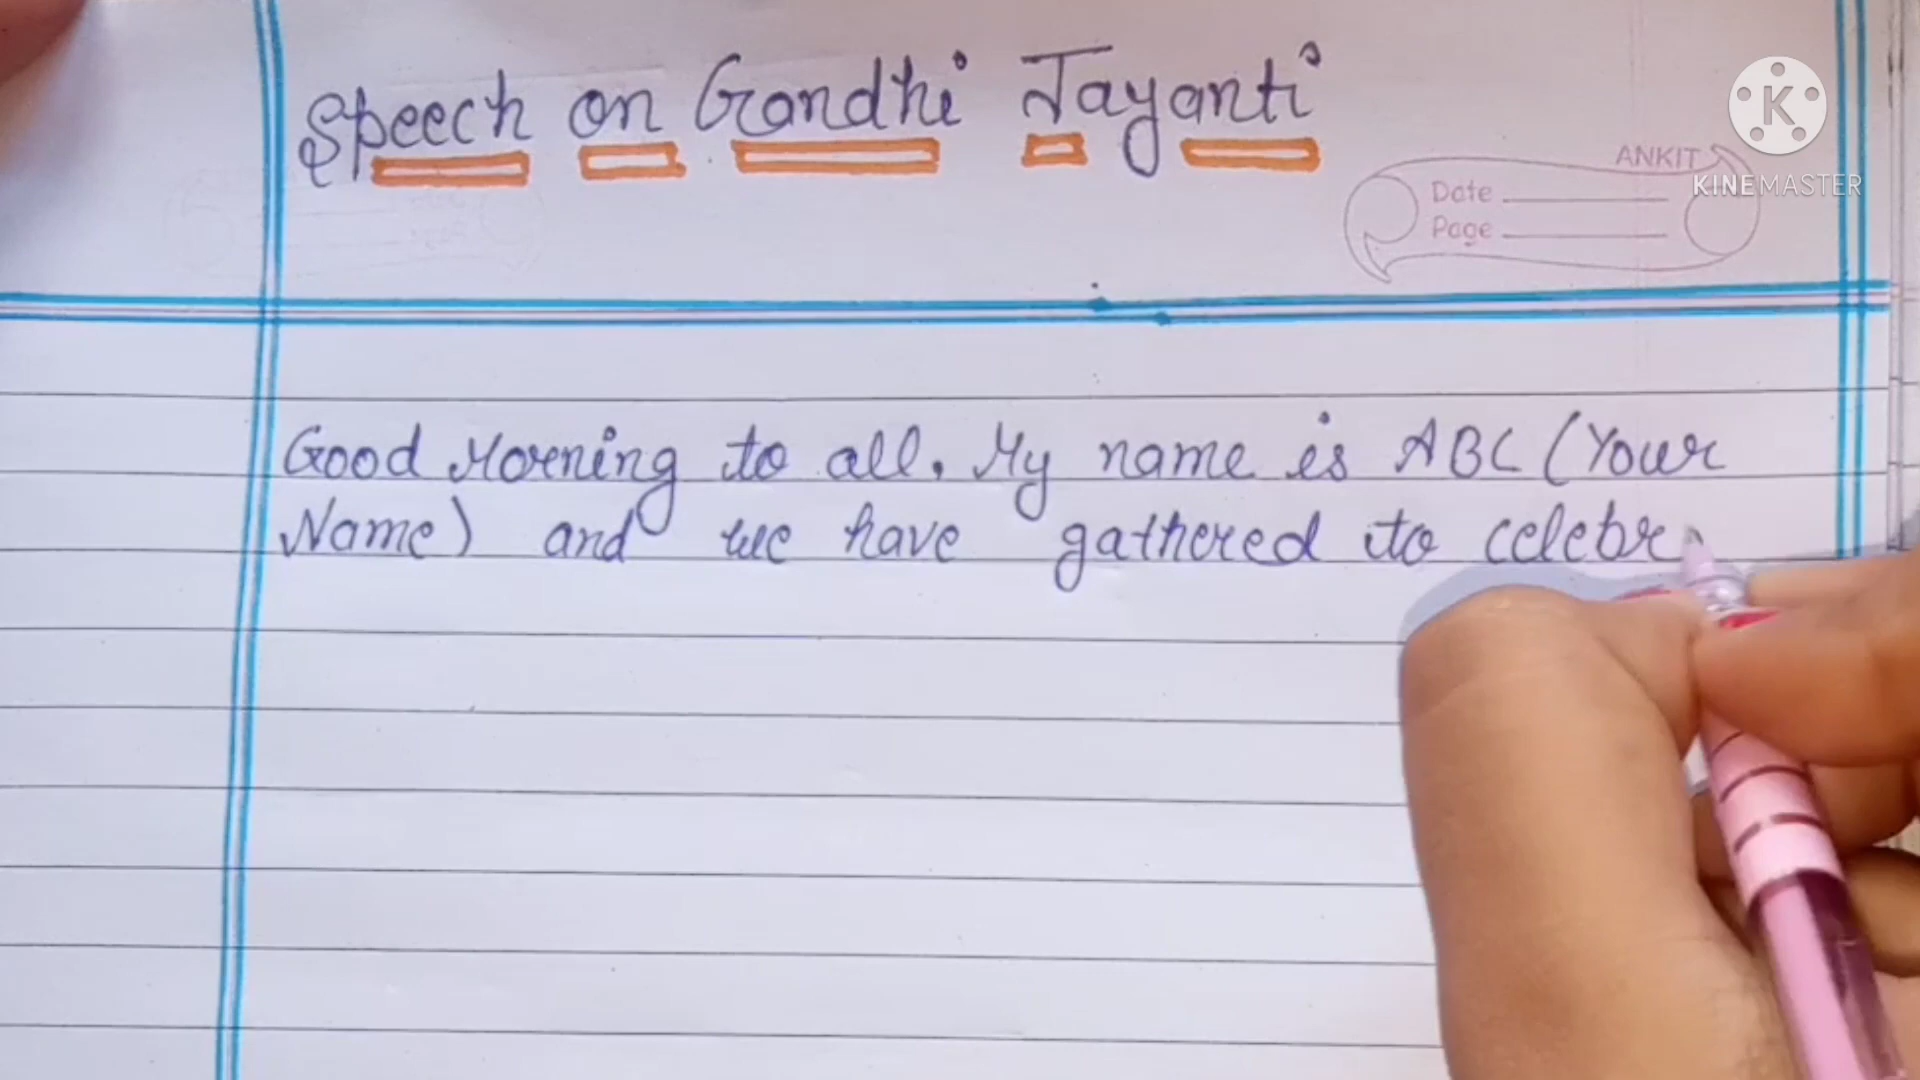 Speech on Gandhi Jayanti
K
ANKIT
KINEMASTER
Date
Page
Good Morning to all. My name is ABC (Your
Name) and we have gathered to celebr